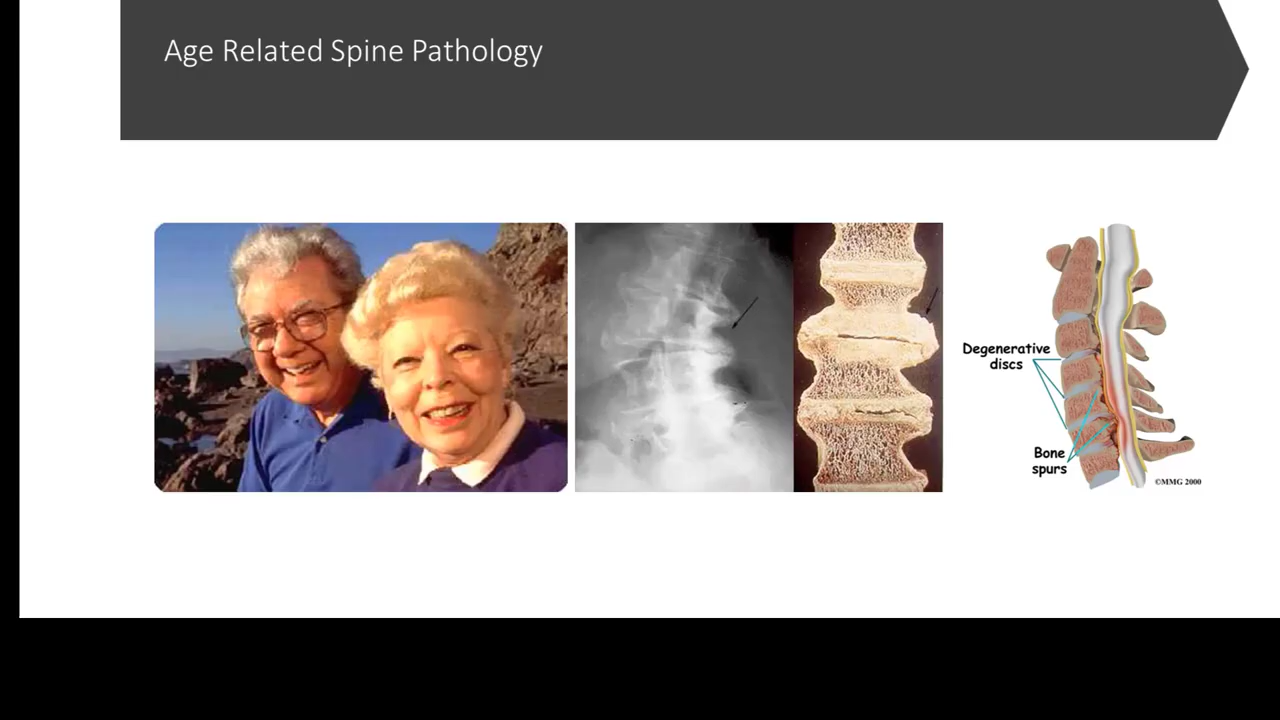 Age Related Spine Pathology
Degenerative
discs
Bone
spurs
©MMG 2000